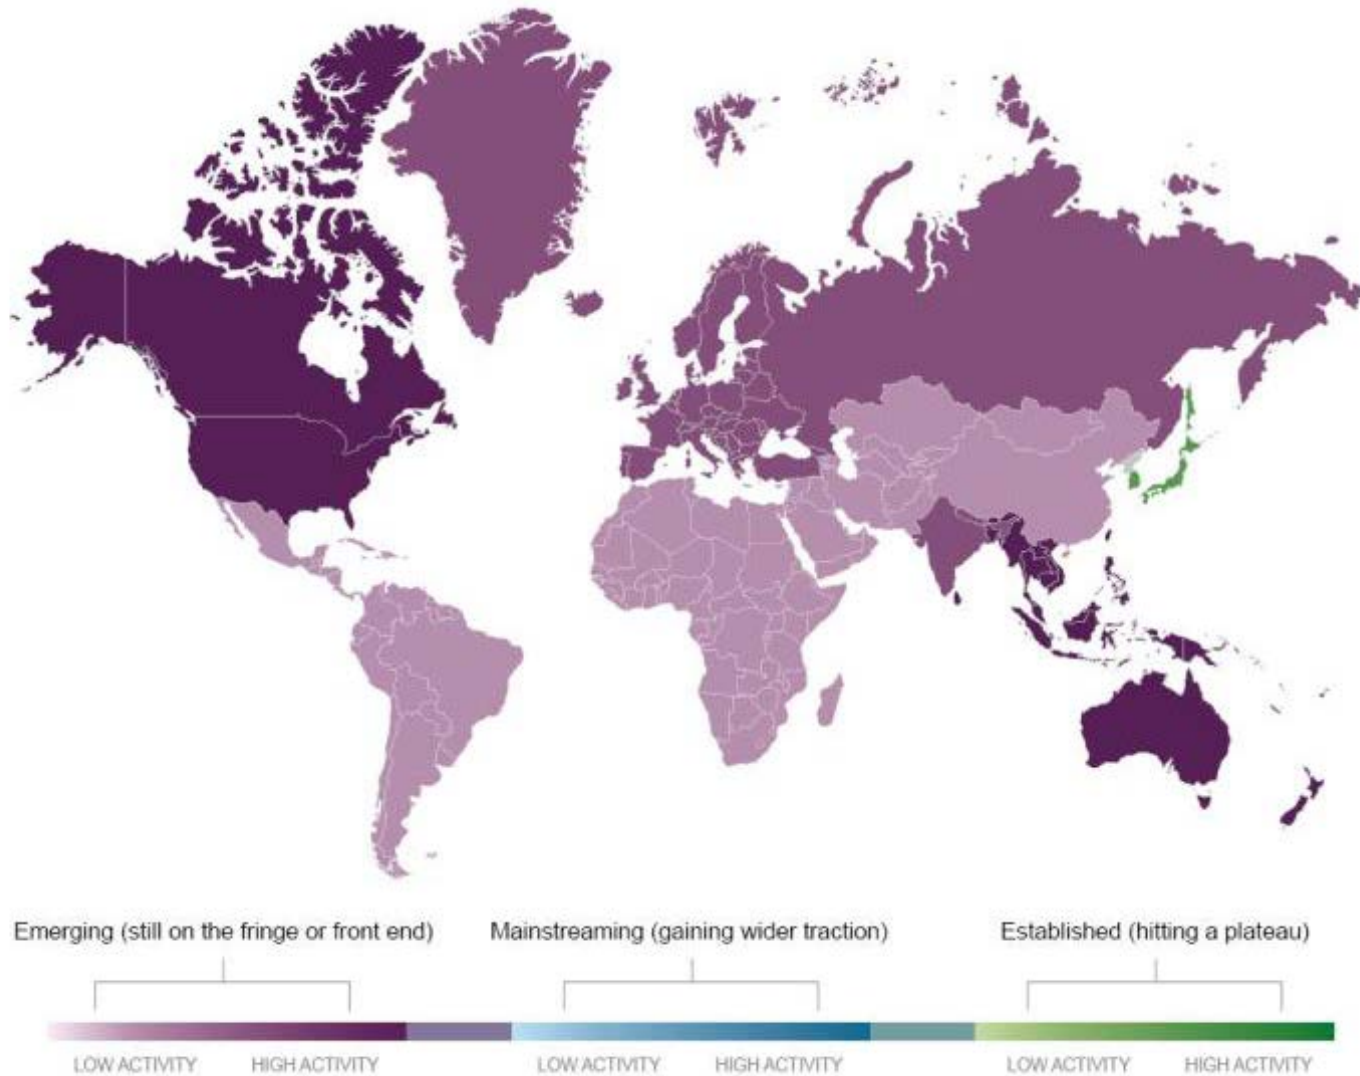 Emerging (still on the fringe or front end)
Mainstreaming (gaining wider traction)
Established (hitting a plateau)
LOW ACTIVITY
HIGH ACTIVITY
LOW ACTIVITY
HIGH ACTIVITY
LOW ACTIVITY
HIGH ACTIVITY